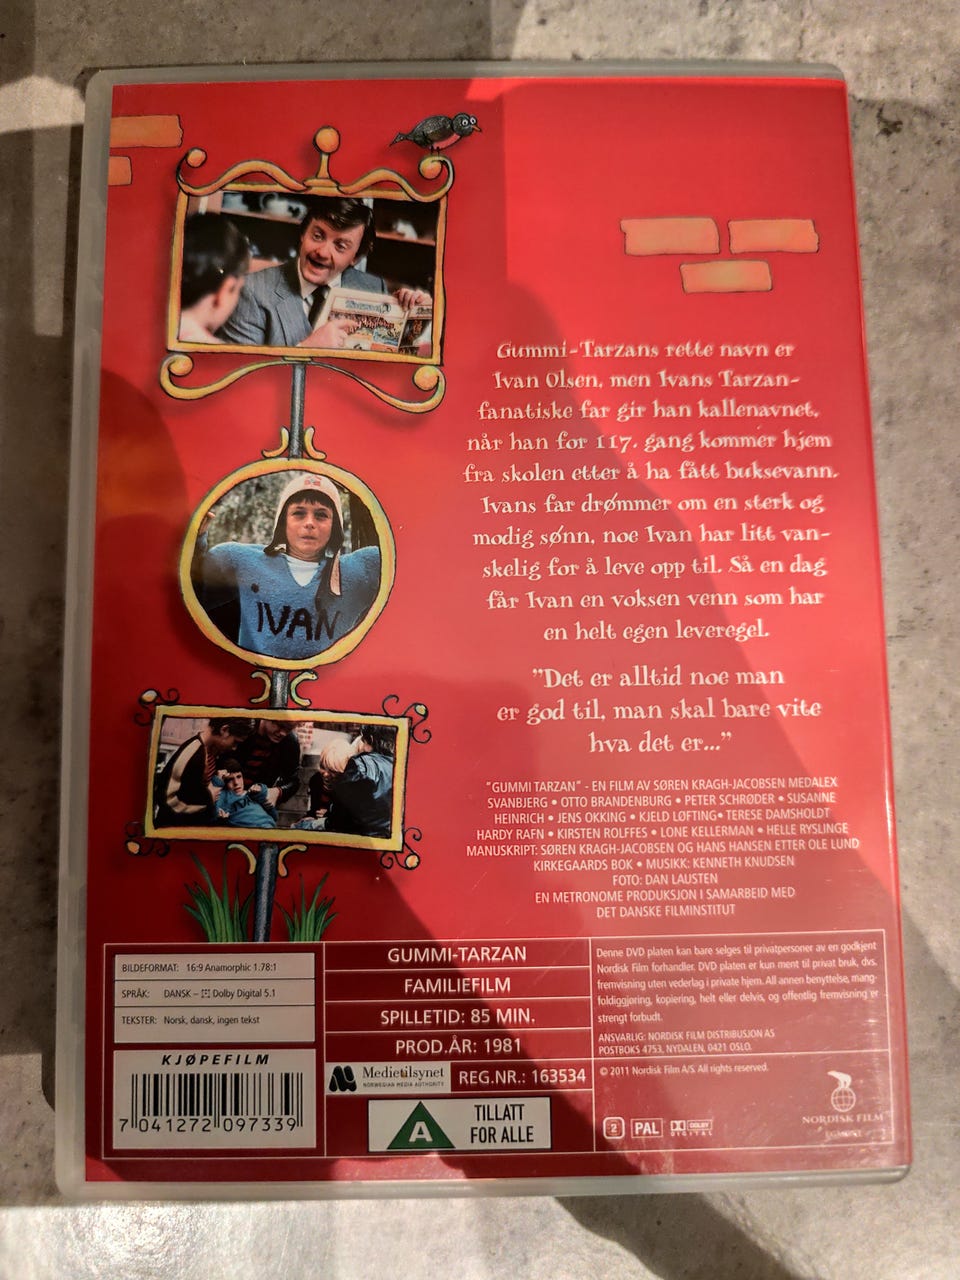 Gummi-Tarzans rette navn er
Ivan Olsen, men Ivans Tarzan-
fanatiske far gir han kallenavnet,
når han for 117. gang kommer hjem
fra skolen etter å ha fått buksevann.
Ivans far drømmer om en sterk og
modig sønn, noe Ivan har litt van-
skelig for å leve opp til. Så en dag
får Ivan en voksen venn som har
en helt egen leveregel.
"Det er alltid noe man
er god til, man skal bare vite
hva det er..."
IVAN
"GUMMI TARZAN" - EN FILM AV SØREN KRAGH-JACOBSEN MEDALEX
SVANBJERG • OTTO BRANDENBURG • PETER SCHRØDER • SUSANNE
HEINRICH • JENS OKKING • KJELD LØFTING• TERESE DAMSHOLDT
HARDY RAFN • KIRSTEN ROLFFES • LONE KELLERMAN • HELLE RYSLINGE
MANUSKRIPT: SØREN KRAGH-JACOBSEN OG HANS HANSEN ETTER OLE LUND
KIRKEGAARDS BOK • MUSIKK: KENNETH KNUDSEN
FOTO: DAN LAUSTEN
EN METRONOME PRODUKSJON I SAMARBEID MED
DET DANSKE FILMINSTITUT
BILDEFORMAT: 16:9 Anamorphic 1.78:1
SPRÅK: DANSK – Dolby Digital 5.1
TEKSTER: Norsk, dansk, ingen tekst
KJØPEFILM
7 041272 097339
GUMMI-TARZAN
FAMILIEFILM
SPILLETID: 85 MIN.
PROD.ÅR: 1981
Medietilsynet
NORWEGIAN MEDIA AUTHORITY
REG.NR.: 163534
A
TILLATT
FOR ALLE
Denne DVD platen kan bare selges til privatpersoner av en godkjent
Nordisk Film forhandler. DVD platen er kun ment til privat bruk, dvs.
fremvisning uten vederlag i private hjem. All annen benyttelse, mang-
foldiggjøring, kopiering, helt eller delvis, og offentlig fremvisning er
strengt forbudt.
ANSVARLIG: NORDISK FILM DISTRIBUSJON AS
POSTBOKS 4753, NYDALEN, 0421 OSLO.
© 2011 Nordisk Film A/S. All rights reserved.
2
PAL
DOLBY
DIGITAL
NORDISK FILM
EGMONT